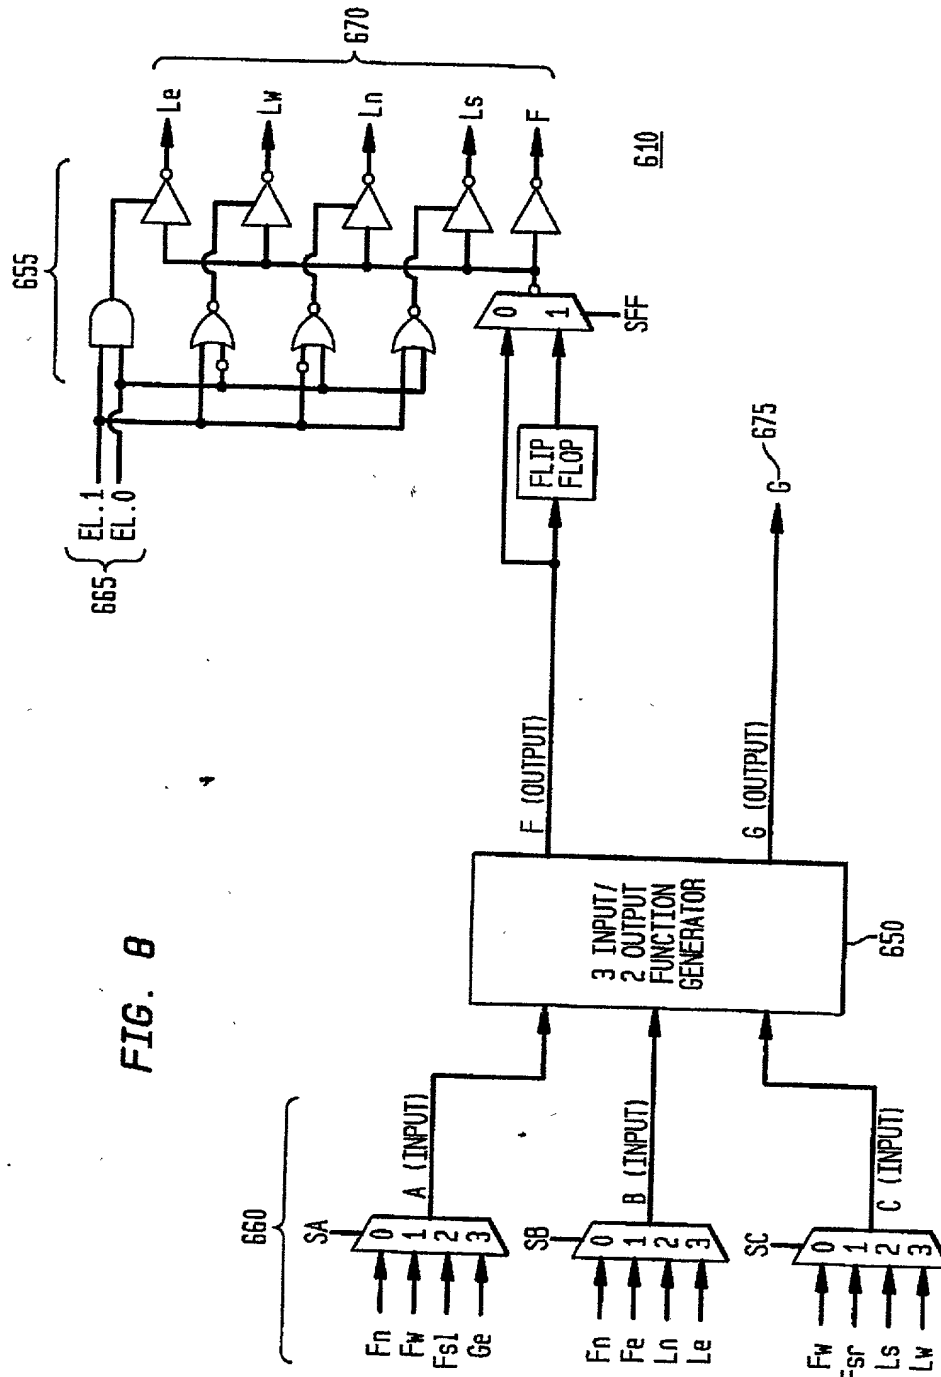 FIG. 8
660
SA
Fn
0
Fw
1
Fsl
2
Ge
3
A (INPUT)
SB
Fn
0
Fe
1
Ln
2
Le
3
B (INPUT)
SC
Fw
0
Fsr
1
Ls
2
Lw
3
C (INPUT)
3 INPUT/
2 OUTPUT
FUNCTION
GENERATOR
650
F (OUTPUT)
G (OUTPUT)
G
675
FLIP
FLOP
0
1
SFF
665
EL.1
EL.0
655
Le
Lw
Ln
Ls
F
670
610